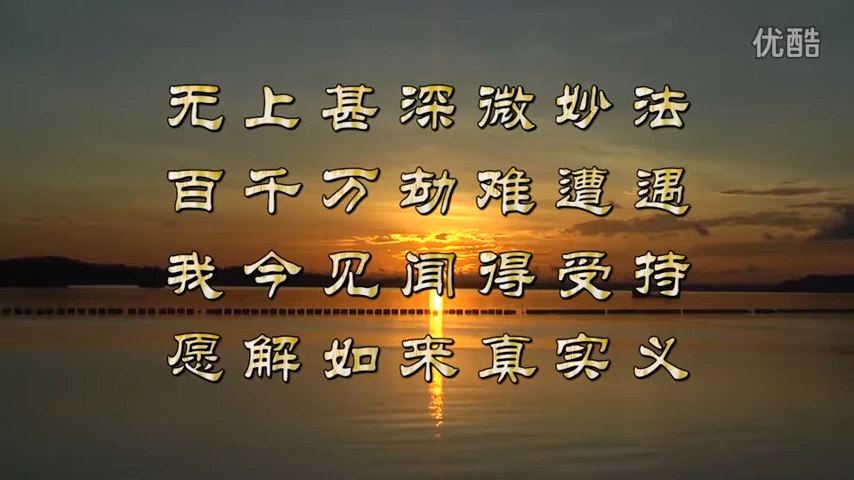 优酷
无上甚深微妙法
百千万劫难遭遇
我今见闻得受持
愿解如来真实义